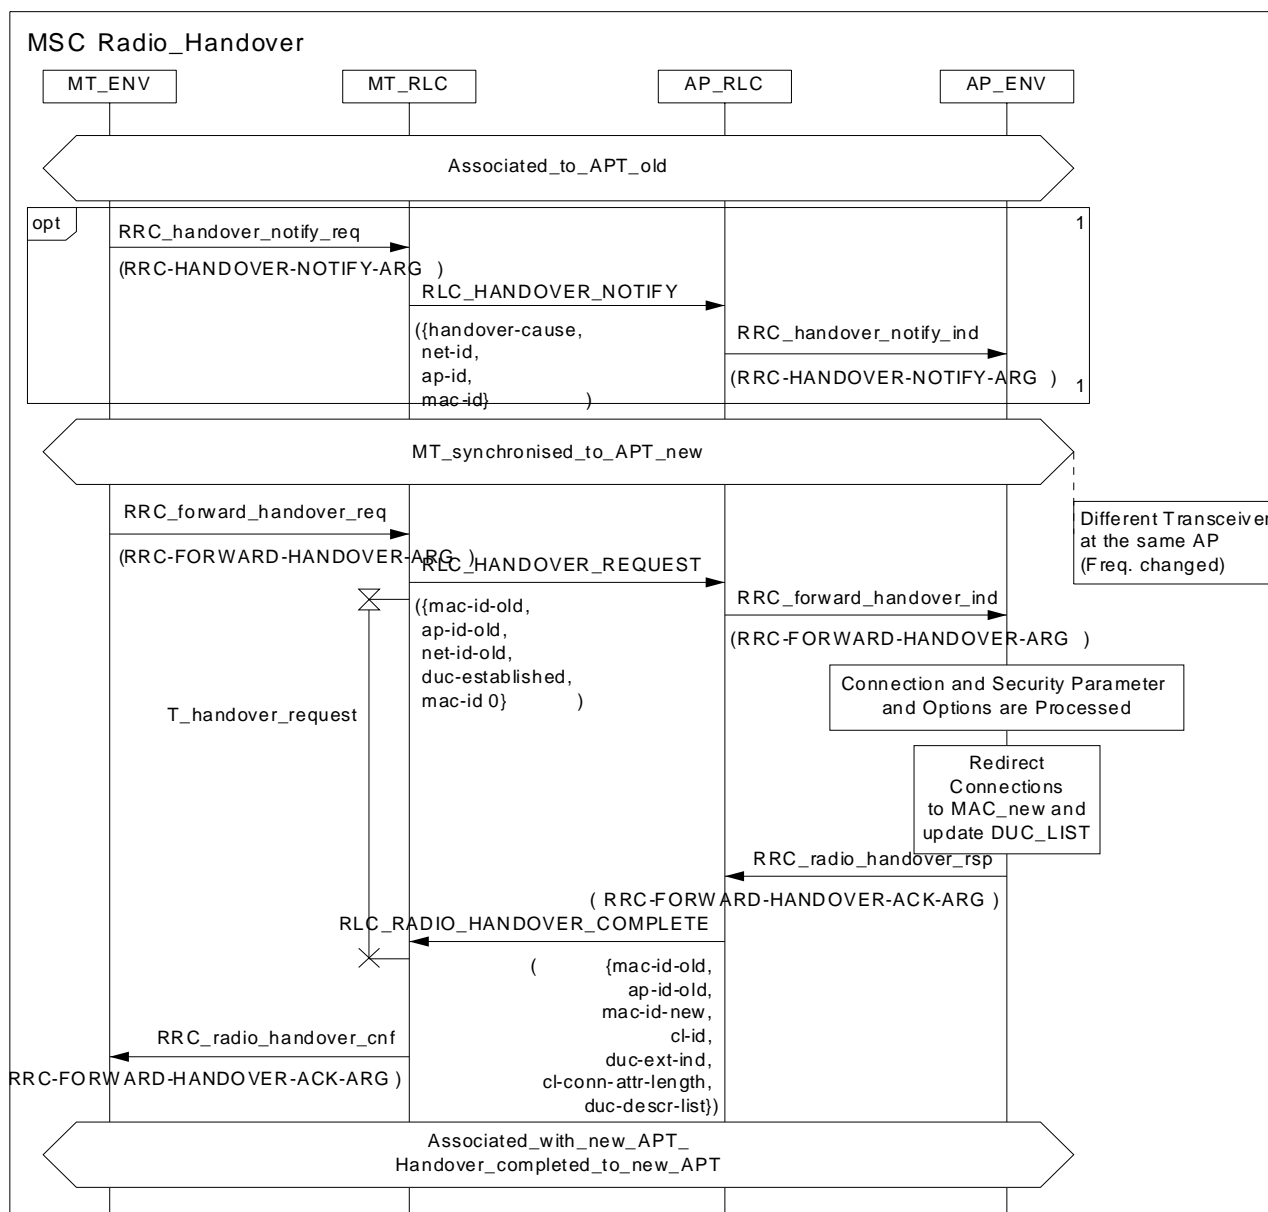 MSC Radio_Handover
MT_ENV
MT_RLC
AP_RLC
AP_ENV
Associated_to_APT_old
opt
1
RRC_handover_notify_req
(RRC-HANDOVER-NOTIFY-ARG )
RLC_HANDOVER_NOTIFY
({handover-cause,
net-id,
ap-id,
mac-id} )
RRC_handover_notify_ind
(RRC-HANDOVER-NOTIFY-ARG )
1
MT_synchronised_to_APT_new
Different Transceiver
at the same AP
(Freq. changed)
RRC_forward_handover_req
(RRC-FORWARD-HANDOVER-ARG )
RLC_HANDOVER_REQUEST
({mac-id-old,
ap-id-old,
net-id-old,
duc-established,
mac-id 0} )
RRC_forward_handover_ind
(RRC-FORWARD-HANDOVER-ARG )
Connection and Security Parameter
and Options are Processed
T_handover_request
Redirect
Connections
to MAC_new and
update DUC_LIST
RRC_radio_handover_rsp
( RRC-FORWARD-HANDOVER-ACK-ARG )
RLC_RADIO_HANDOVER_COMPLETE
( {mac-id-old,
ap-id-old,
mac-id-new,
cl-id,
duc-ext-ind,
cl-conn-attr-length,
duc-descr-list})
RRC_radio_handover_cnf
RRC-FORWARD-HANDOVER-ACK-ARG )
Associated_with_new_APT_
Handover_completed_to_new_APT